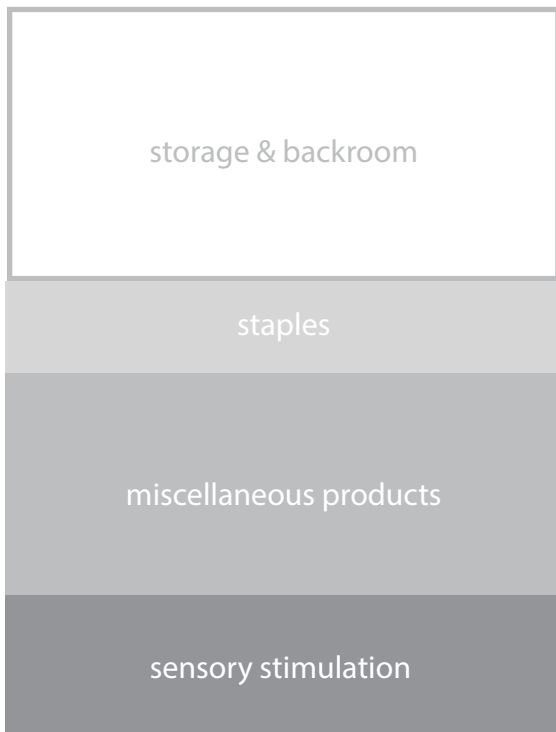 storage & backroom
staples
miscellaneous products
sensory stimulation